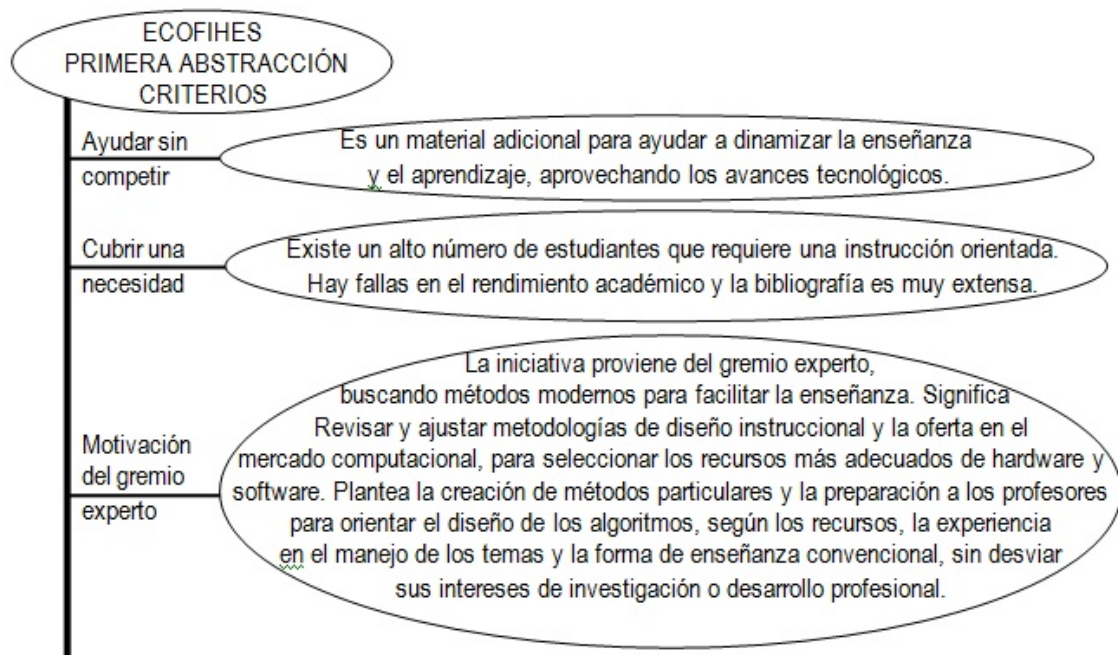 ECOFIHES
PRIMERA ABSTRACCIÓN
CRITERIOS
Ayudar sin
competir
Es un material adicional para ayudar a dinamizar la enseñanza
y el aprendizaje, aprovechando los avances tecnológicos.
Cubrir una
necesidad
Existe un alto número de estudiantes que requiere una instrucción orientada.
Hay fallas en el rendimiento académico y la bibliografía es muy extensa.
Motivación
del gremio
experto
La iniciativa proviene del gremio experto,
buscando métodos modernos para facilitar la enseñanza. Significa
Revisar y ajustar metodologías de diseño instruccional y la oferta en el
mercado computacional, para seleccionar los recursos más adecuados de hardware y
software. Plantea la creación de métodos particulares y la preparación a los profesores
para orientar el diseño de los algoritmos, según los recursos, la experiencia
en el manejo de los temas y la forma de enseñanza convencional, sin desviar
sus intereses de investigación o desarrollo profesional.